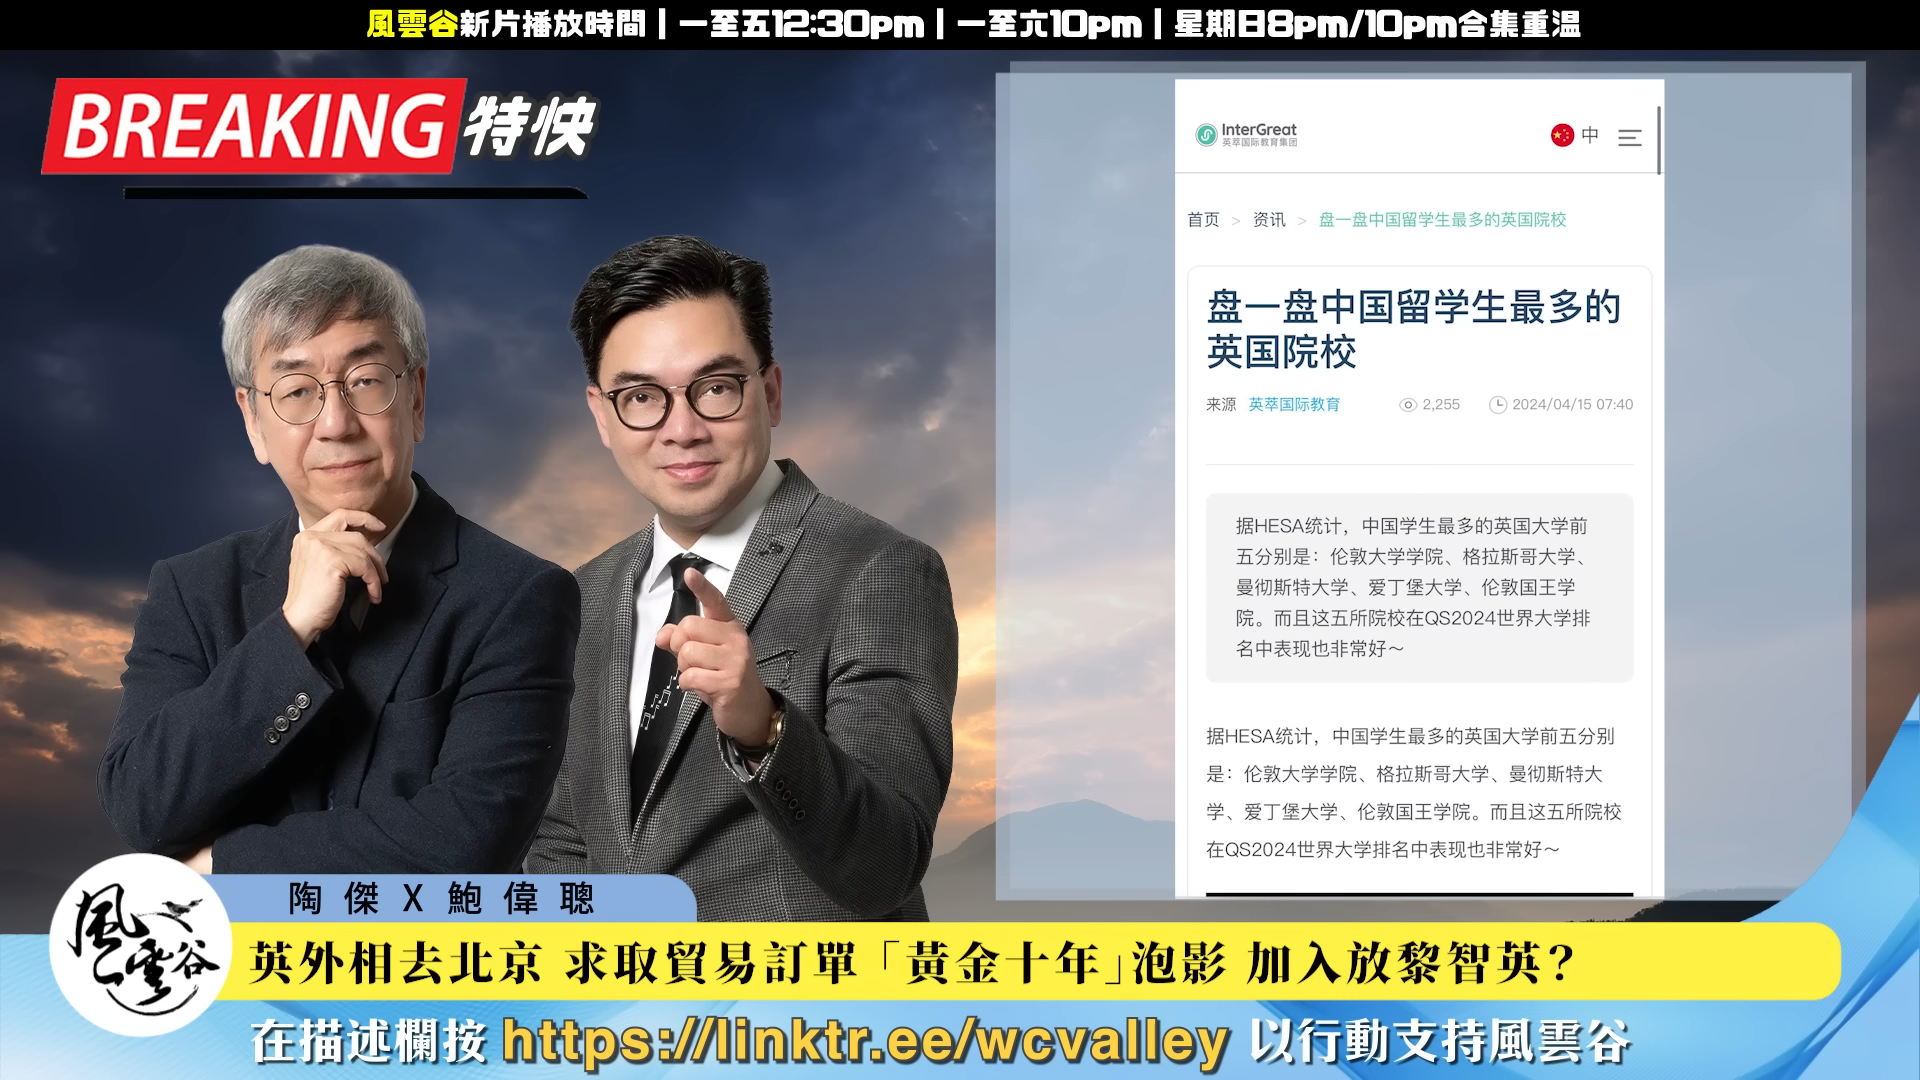 風雲谷新片播放時間 | 一至五12:30pm | 一至六10pm | 星期日8pm/10pm合集重温
BREAKING 特快
InterGreat
英萃国际教育集团
中
首页 > 资讯 > 盘一盘中国留学生最多的英国院校
盘一盘中国留学生最多的
英国院校
来源 英萃国际教育 2,255 2024/04/15 07:40
据HESA统计，中国学生最多的英国大学前
五分别是：伦敦大学学院、格拉斯哥大学、
曼彻斯特大学、爱丁堡大学、伦敦国王学
院。而且这五所院校在QS2024世界大学排
名中表现也非常好～
据HESA统计，中国学生最多的英国大学前五分别
是：伦敦大学学院、格拉斯哥大学、曼彻斯特大
学、爱丁堡大学、伦敦国王学院。而且这五所院校
在QS2024世界大学排名中表现也非常好～
陶傑 X 鮑偉聰
風雲谷
英外相去北京 求取貿易訂單「黃金十年」泡影 加入放黎智英？
在描述欄按 https://linktr.ee/wcvalley 以行動支持風雲谷